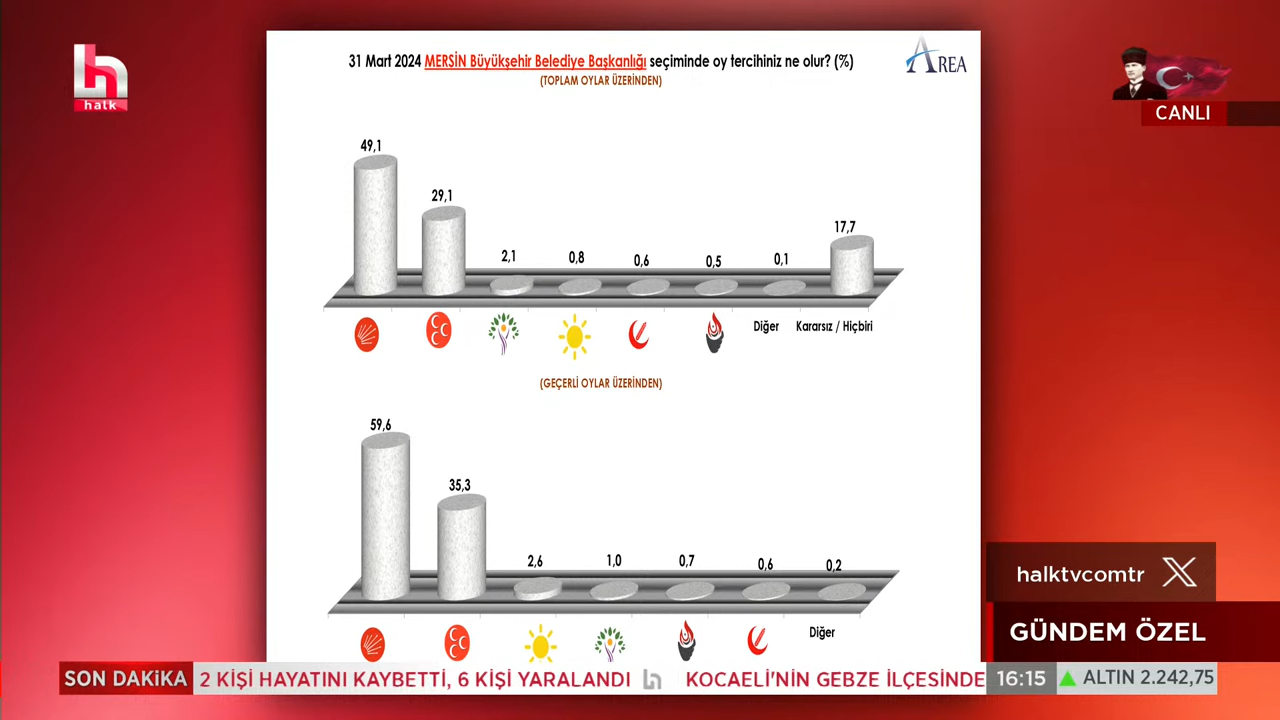 halk
31 Mart 2024 MERSİN Büyükşehir Belediye Başkanlığı seçiminde oy tercihiniz ne olur? (%)
(TOPLAM OYLAR ÜZERİNDEN)
AREA
CANLI
49,1
29,1
2,1
0,8
0,6
0,5
0,1
17,7
Diğer
Kararsız / Hiçbiri
(GEÇERLİ OYLAR ÜZERİNDEN)
59,6
35,3
2,6
1,0
0,7
0,6
0,2
Diğer
halktvcomtr X
GÜNDEM ÖZEL
SON DAKİKA 2 KİŞİ HAYATINI KAYBETTİ, 6 KİŞİ YARALANDI h KOCAELİ'NİN GEBZE İLÇESİNDE 16:15 ALTIN 2.242,75